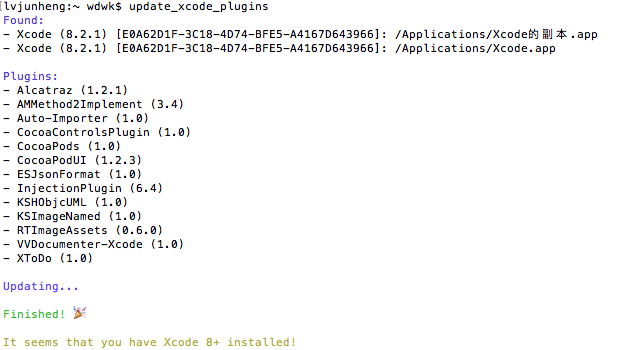 [lvjunheng:~ wdwk$ update_xcode_plugins
Found:
- Xcode (8.2.1) [E0A62D1F-3C18-4D74-BFE5-A4167D643966]: /Applications/Xcode的副本.app
- Xcode (8.2.1) [E0A62D1F-3C18-4D74-BFE5-A4167D643966]: /Applications/Xcode.app
Plugins:
- Alcatraz (1.2.1)
- AMMethod2Implement (3.4)
- Auto-Importer (1.0)
- CocoaControlsPlugin (1.0)
- CocoaPods (1.0)
- CocoaPodUI (1.2.3)
- ESJsonFormat (1.0)
- InjectionPlugin (6.4)
- KSHObjcUML (1.0)
- KSImageNamed (1.0)
- RTImageAssets (0.6.0)
- VVDocumenter-Xcode (1.0)
- XToDo (1.0)
Updating...
Finished! 🎉
It seems that you have Xcode 8+ installed!